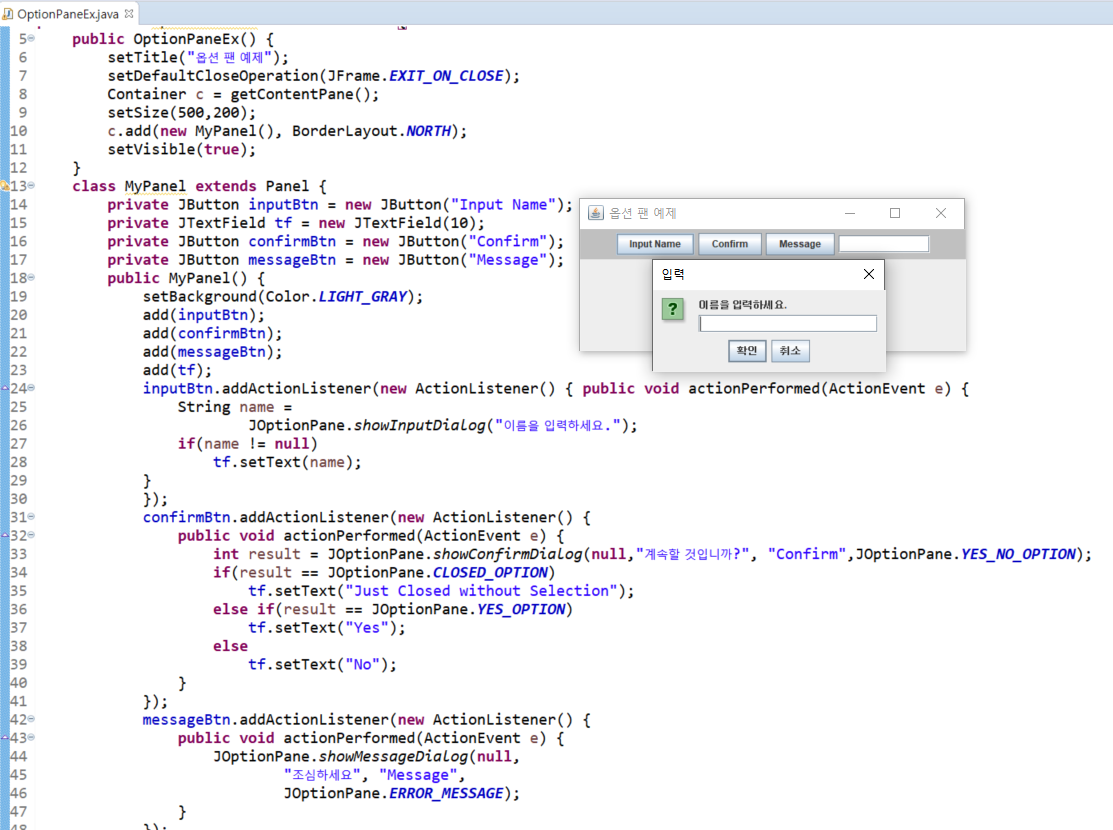 OptionPaneEx.java
5 public OptionPaneEx() {
6 setTitle("옵션 팬 예제");
7 setDefaultCloseOperation(JFrame.EXIT_ON_CLOSE);
8 Container c = getContentPane();
9 setSize(500,200);
10 c.add(new MyPanel(), BorderLayout.NORTH);
11 setVisible(true);
12 }
13 class MyPanel extends Panel {
14 private JButton inputBtn = new JButton("Input Name");
15 private JTextField tf = new JTextField(10);
16 private JButton confirmBtn = new JButton("Confirm");
17 private JButton messageBtn = new JButton("Message");
18 public MyPanel() {
19 setBackground(Color.LIGHT_GRAY);
20 add(inputBtn);
21 add(confirmBtn);
22 add(messageBtn);
23 add(tf);
24 inputBtn.addActionListener(new ActionListener() { public void actionPerformed(ActionEvent e) {
25 String name =
26 JOptionPane.showInputDialog("이름을 입력하세요.");
27 if(name != null)
28 tf.setText(name);
29 }
30 });
31 confirmBtn.addActionListener(new ActionListener() {
32 public void actionPerformed(ActionEvent e) {
33 int result = JOptionPane.showConfirmDialog(null,"계속할 것입니까?", "Confirm",JOptionPane.YES_NO_OPTION);
34 if(result == JOptionPane.CLOSED_OPTION)
35 tf.setText("Just Closed without Selection");
36 else if(result == JOptionPane.YES_OPTION)
37 tf.setText("Yes");
38 else
39 tf.setText("No");
40 }
41 });
42 messageBtn.addActionListener(new ActionListener() {
43 public void actionPerformed(ActionEvent e) {
44 JOptionPane.showMessageDialog(null,
45 "조심하세요", "Message",
46 JOptionPane.ERROR_MESSAGE);
47 }
48 });
옵션 팬 예제
Input Name Confirm Message
입력
이름을 입력하세요.
확인 취소